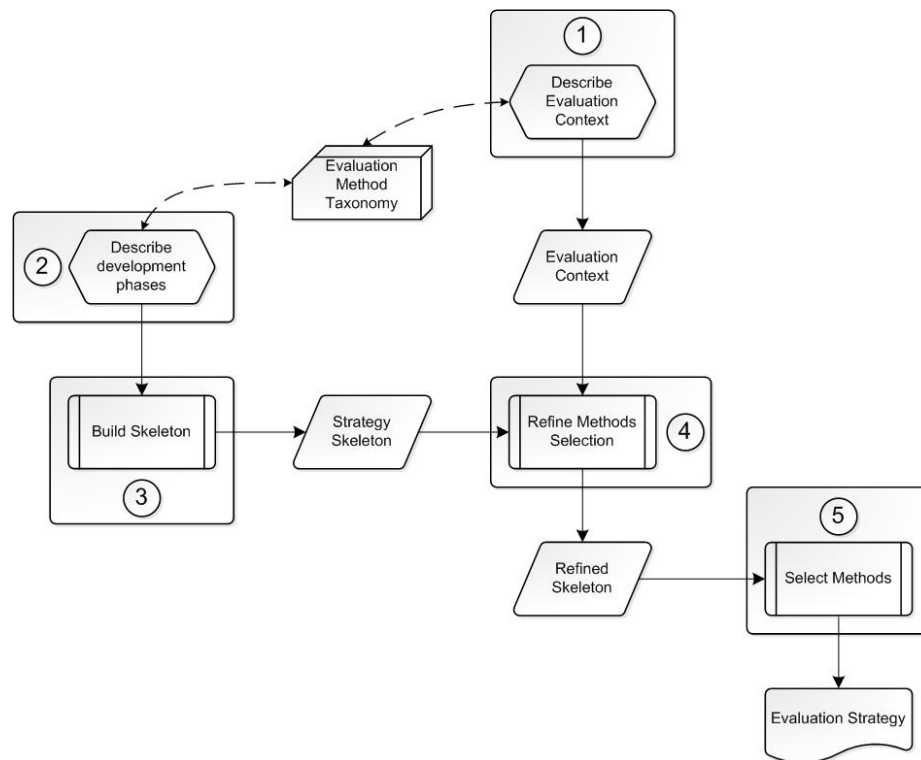 1
Describe
Evaluation
Context
Evaluation
Method
Taxonomy
2
Describe
development
phases
Evaluation
Context
Build Skeleton
3
Strategy
Skeleton
Refine Methods
Selection
4
Refined
Skeleton
5
Select Methods
Evaluation Strategy